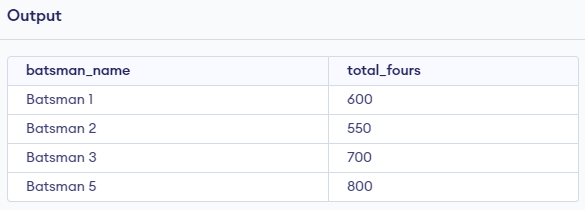 Output
batsman_name total_fours
Batsman 1 600
Batsman 2 550
Batsman 3 700
Batsman 5 800